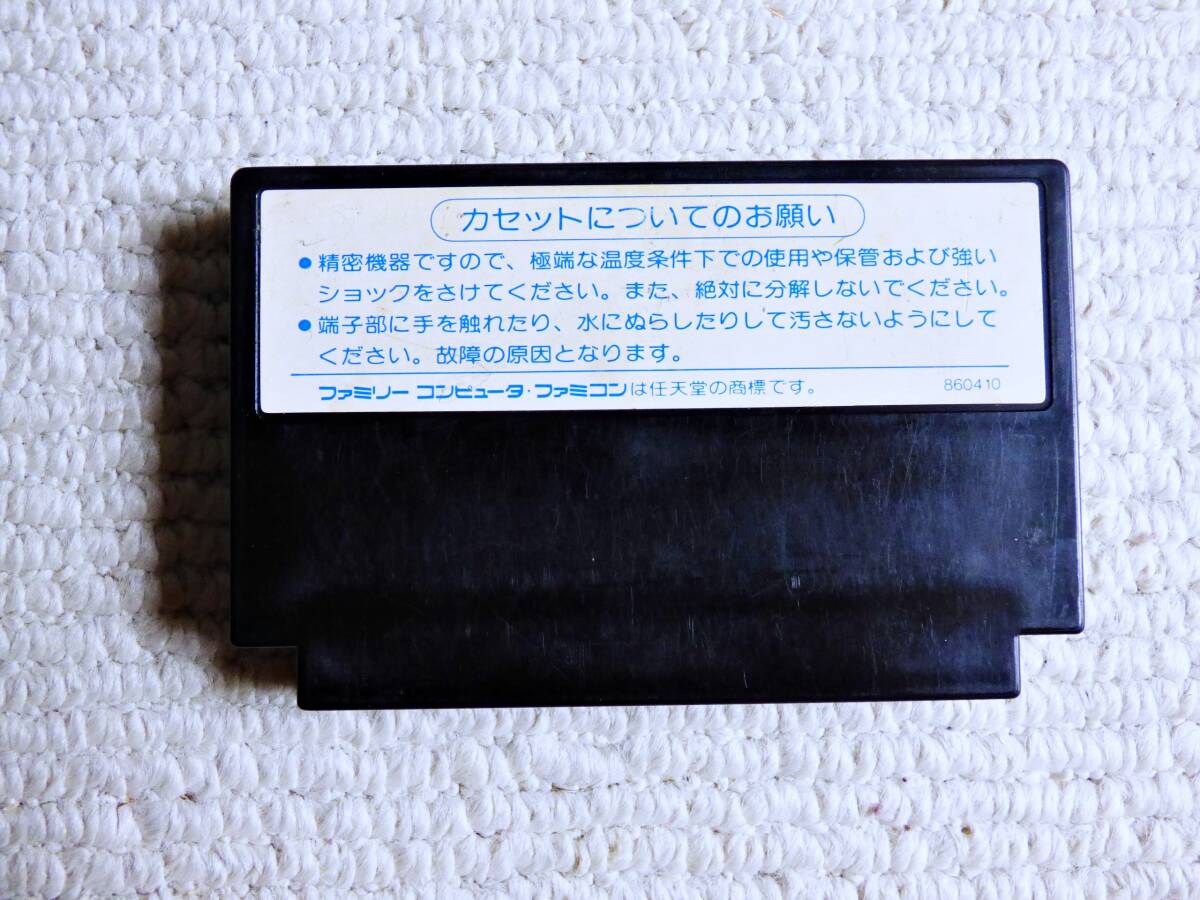 カセットについてのお願い
●精密機器ですので、極端な温度条件下での使用や保管および強い
ショックをさけてください。また、絶対に分解しないでください。
●端子部に手を触れたり、水にぬらしたりして汚さないようにして
ください。故障の原因となります。
ファミリー コンピュータ・ファミコンは任天堂の商標です。 860410